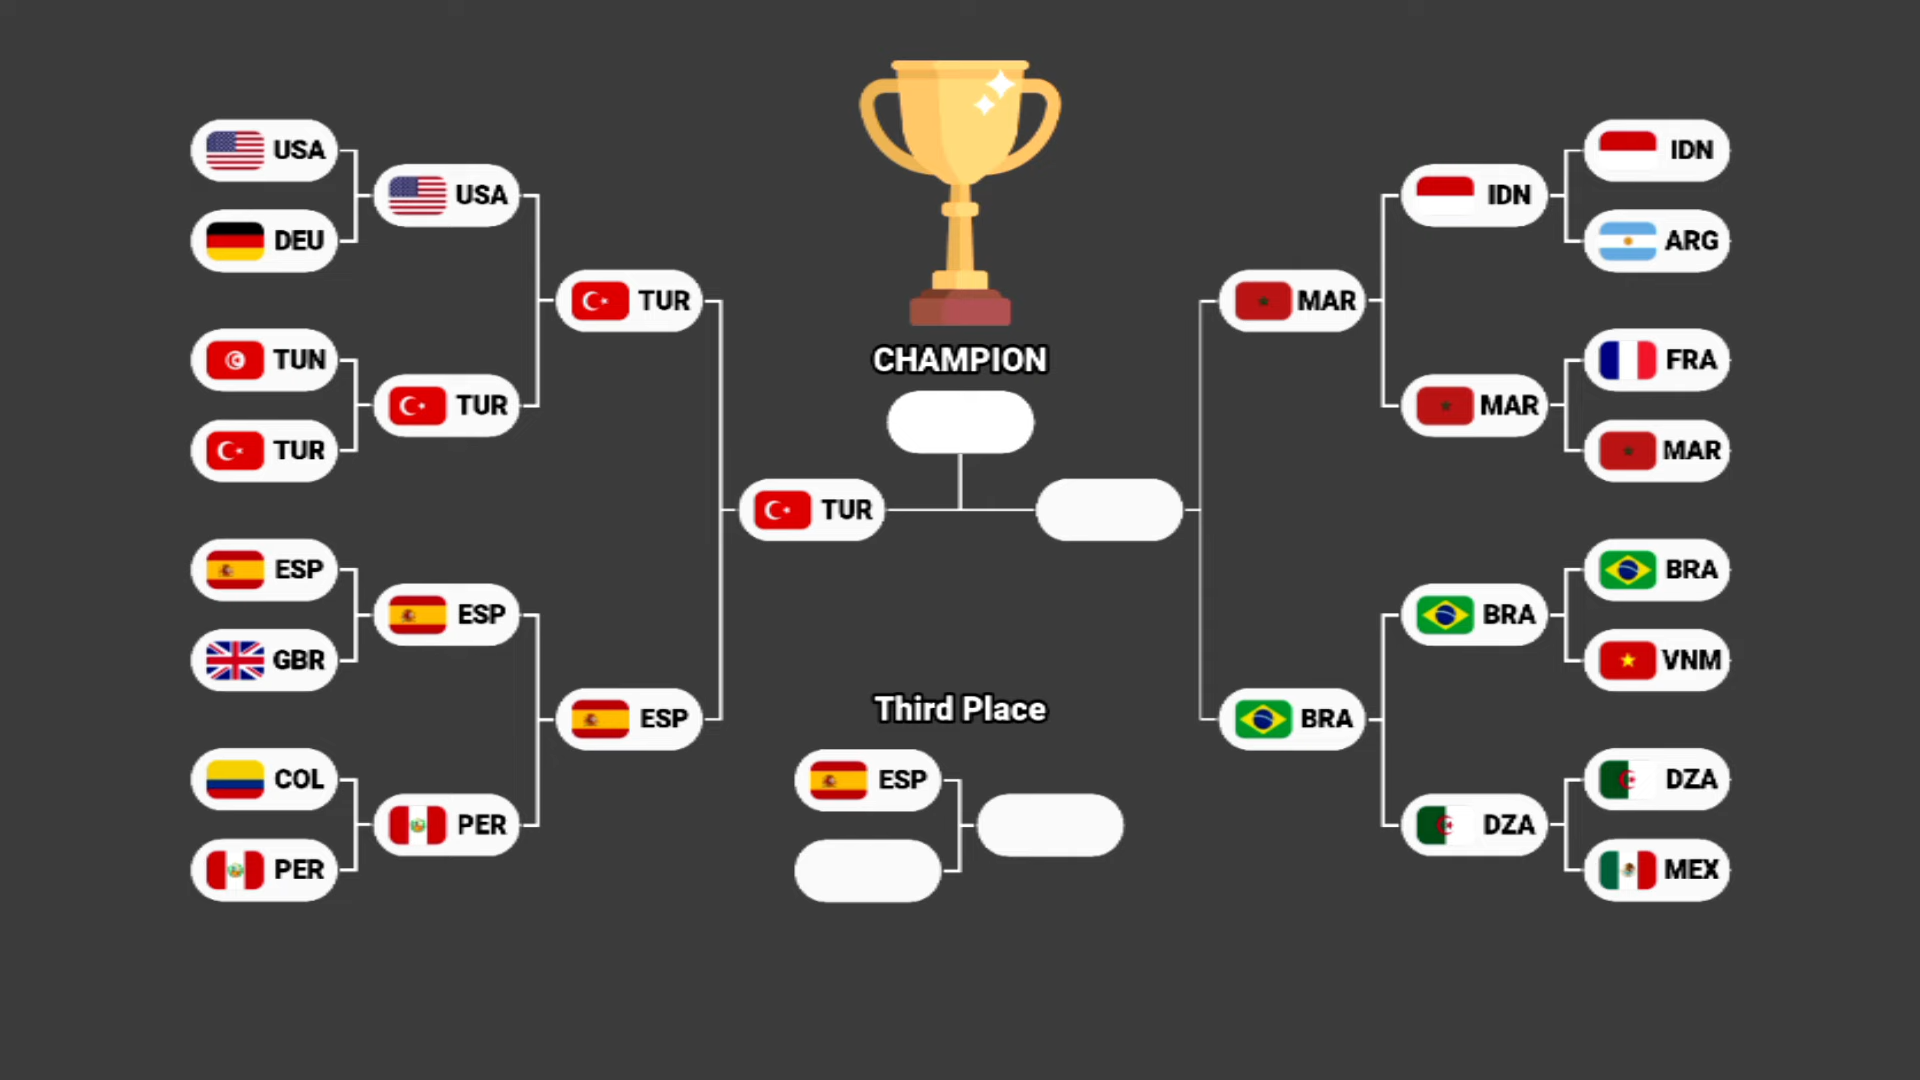 USA
DEU
TUN
TUR
ESP
GBR
COL
PER
USA
TUR
ESP
PER
TUR
ESP
TUR
CHAMPION
Third Place
ESP
MAR
BRA
IDN
MAR
BRA
DZA
IDN
ARG
FRA
MAR
BRA
VNM
DZA
MEX